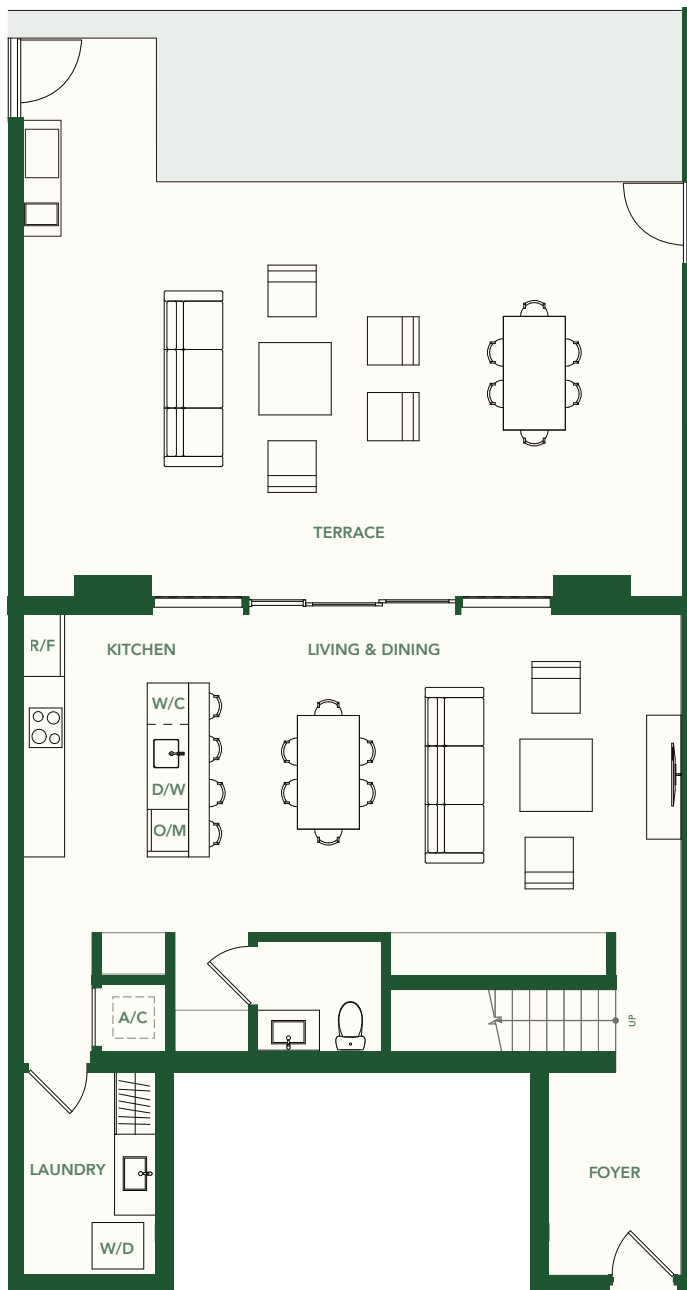 TERRACE
R/F
KITCHEN
LIVING & DINING
W/C
D/W
O/M
A/C
UP
LAUNDRY
FOYER
W/D